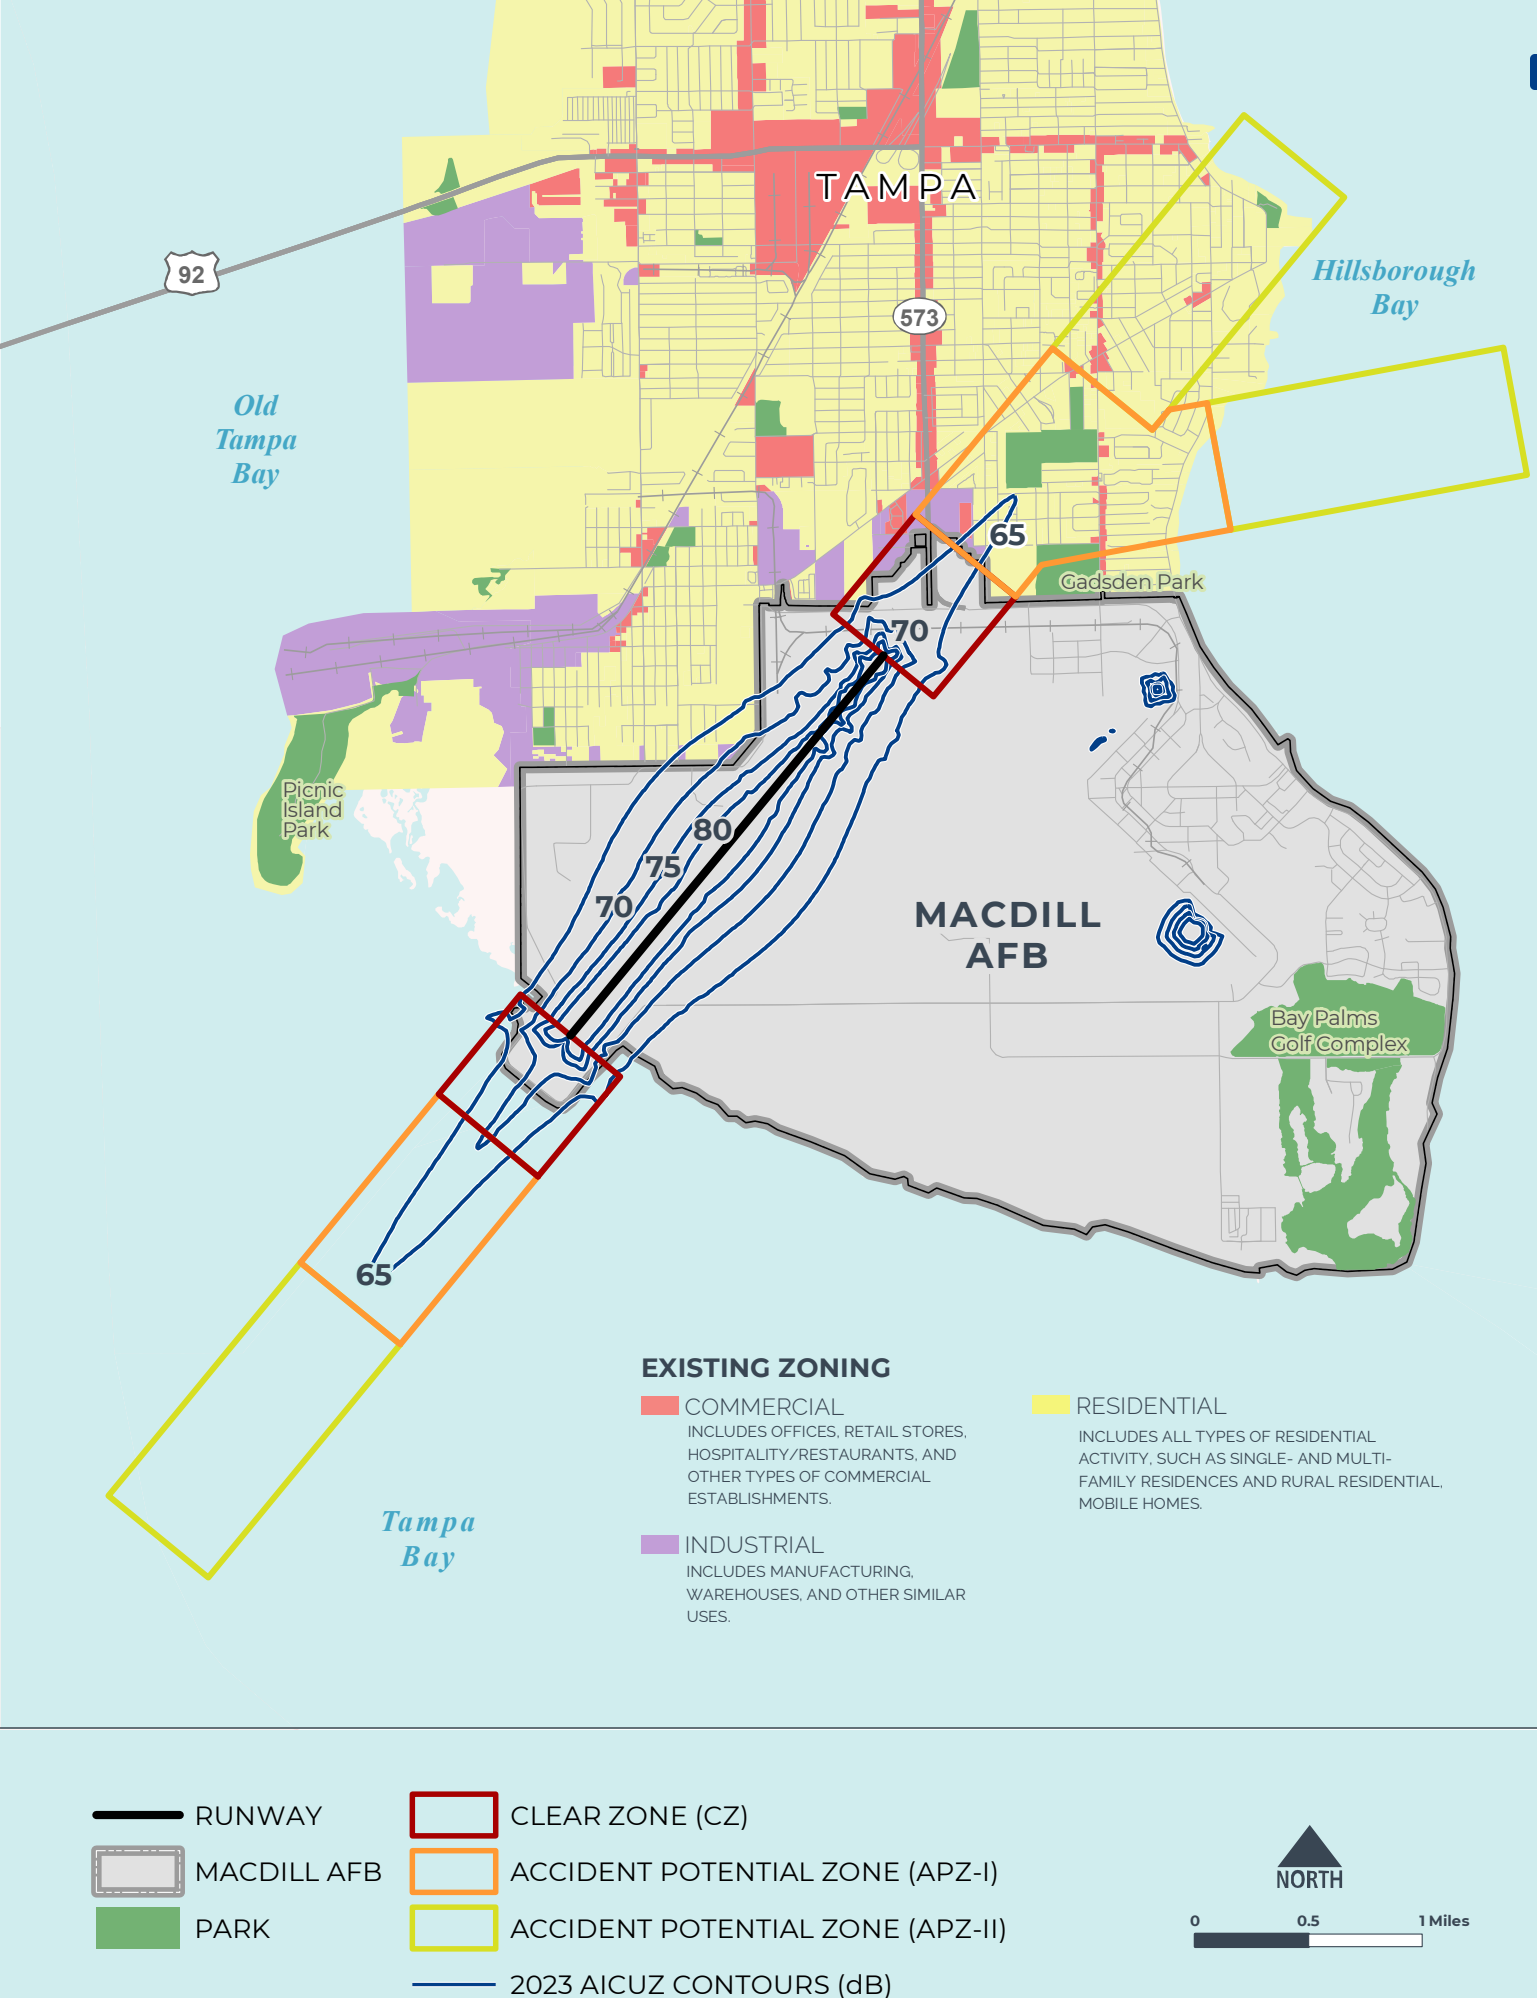 TAMPA
92
Hillsborough
Bay
573
Old
Tampa
Bay
65
Gadsden Park
70
Picnic
Island
Park
80
75
70
MACDILL
AFB
Bay Palms
Golf Complex
65
EXISTING ZONING
COMMERCIAL
INCLUDES OFFICES, RETAIL STORES,
HOSPITALITY/RESTAURANTS, AND
OTHER TYPES OF COMMERCIAL
ESTABLISHMENTS.
RESIDENTIAL
INCLUDES ALL TYPES OF RESIDENTIAL
ACTIVITY, SUCH AS SINGLE- AND MULTI-
FAMILY RESIDENCES AND RURAL RESIDENTIAL,
MOBILE HOMES.
Tampa
Bay
INDUSTRIAL
INCLUDES MANUFACTURING,
WAREHOUSES, AND OTHER SIMILAR
USES.
RUNWAY
MACDILL AFB
PARK
CLEAR ZONE (CZ)
ACCIDENT POTENTIAL ZONE (APZ-I)
ACCIDENT POTENTIAL ZONE (APZ-II)
2023 AICUZ CONTOURS (dB)
NORTH
0 0.5 1 Miles